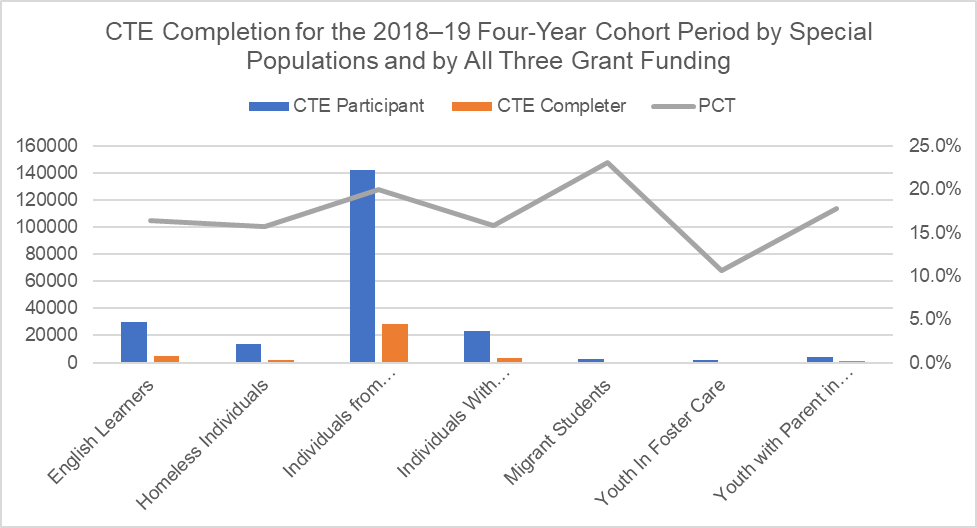 CTE Completion for the 2018–19 Four-Year Cohort Period by Special
Populations and by All Three Grant Funding
CTE Participant
CTE Completer
PCT
160000
140000
120000
100000
80000
60000
40000
20000
0
25.0%
20.0%
15.0%
10.0%
5.0%
0.0%
English Learners
Homeless Individuals
Individuals from...
Individuals With...
Migrant Students
Youth In Foster Care
Youth with Parent in...